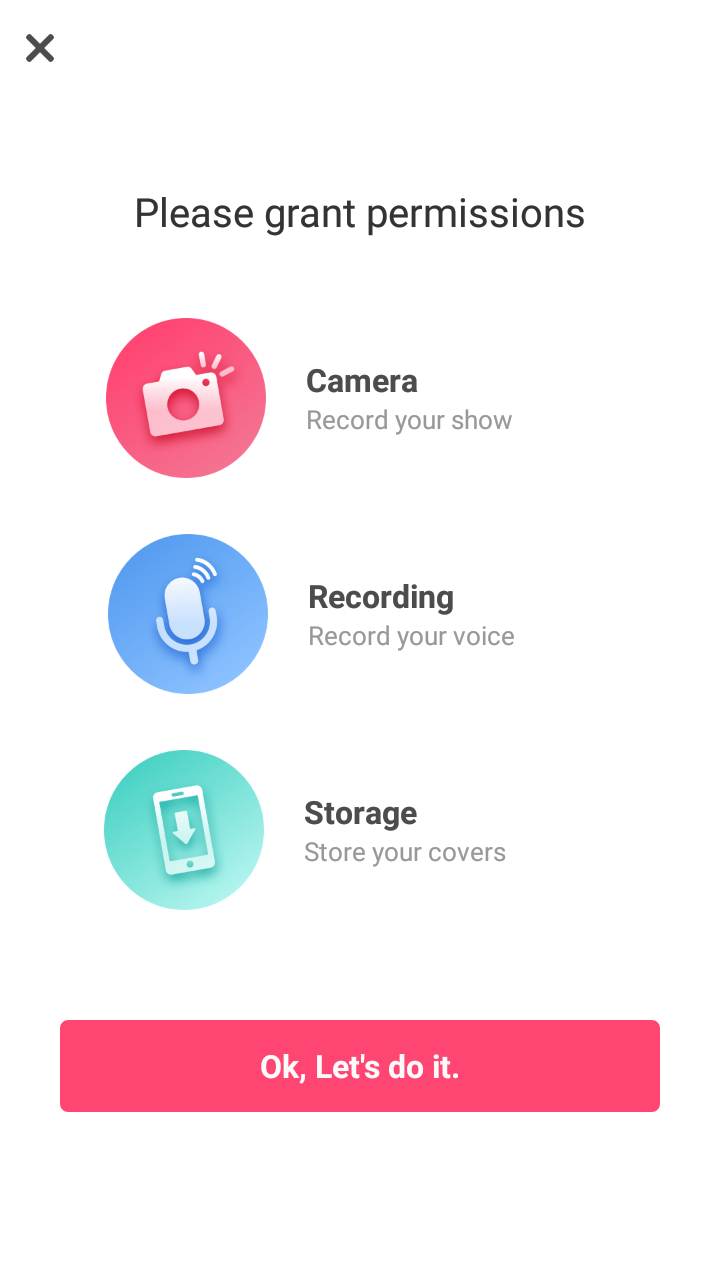 Please grant permissions
Camera
Record your show
Recording
Record your voice
Storage
Store your covers
Ok, Let's do it.